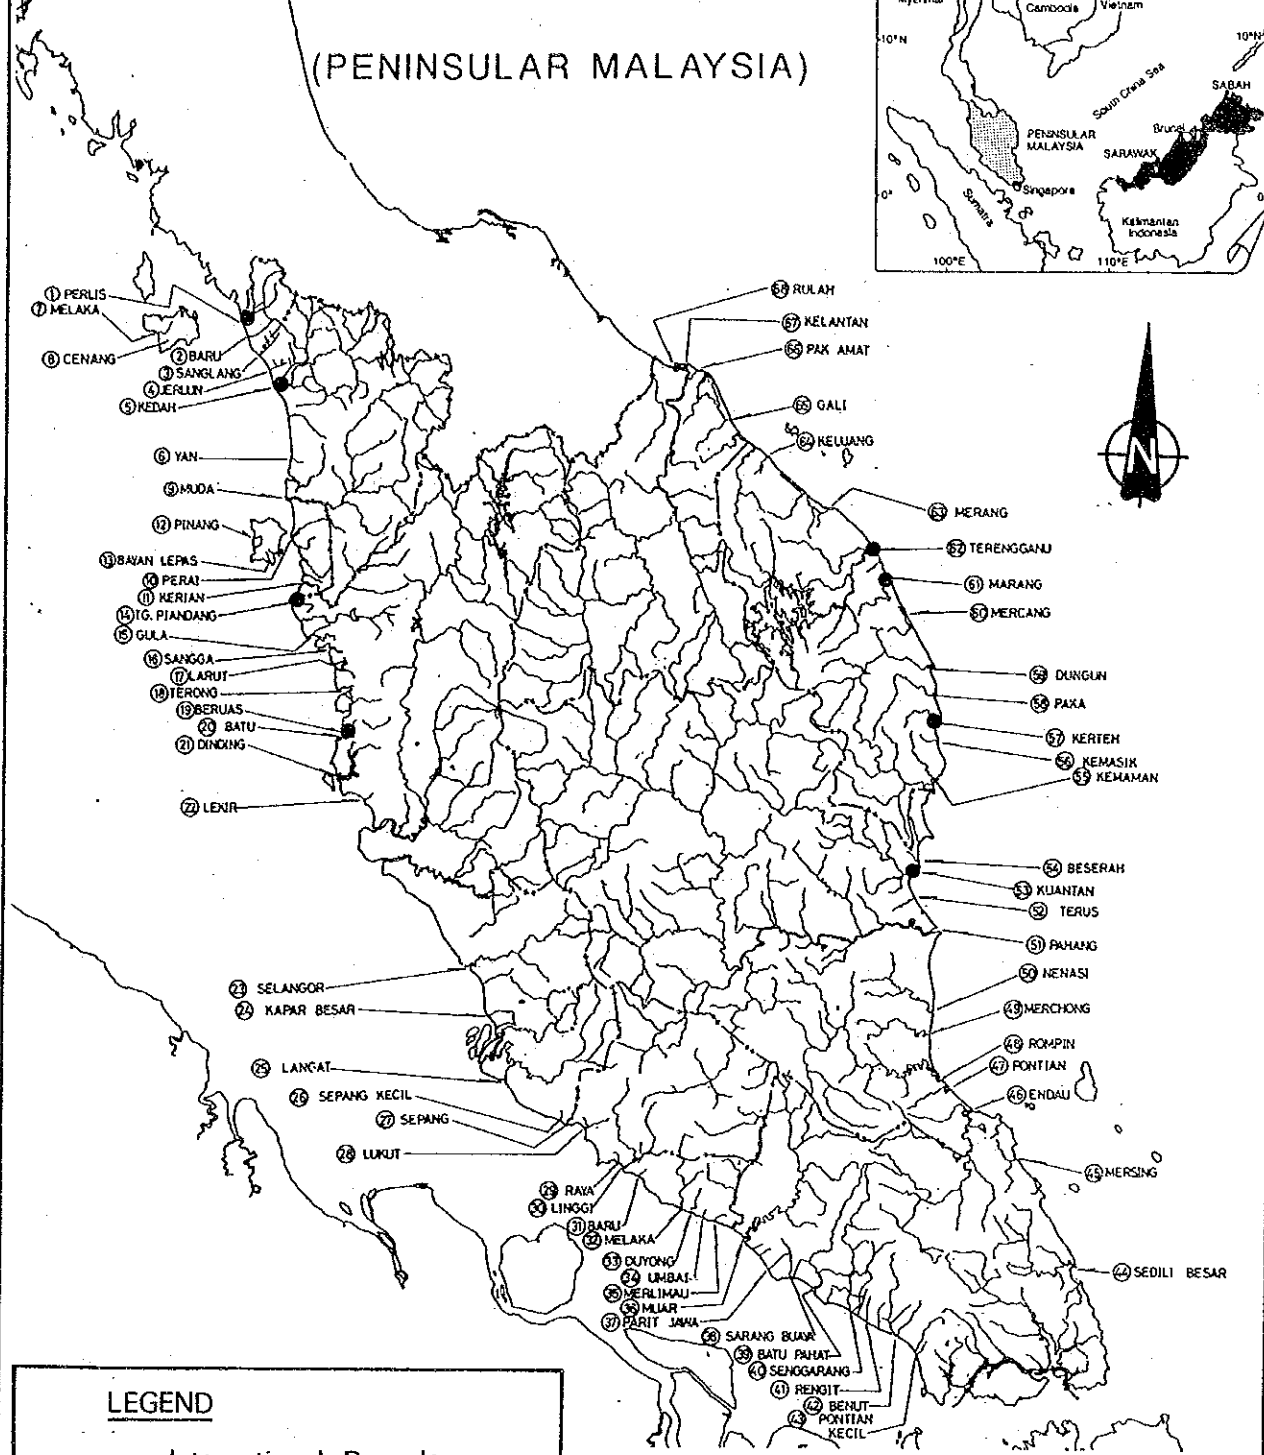 (PENINSULAR MALAYSIA)
Cambodia
Vietnam
10°N
10°N
South China Sea
SABAH
Brunei
PENINSULAR
MALAYSIA
SARAWAK
Singapore
0°
Sumatra
Kalimantan
Indonesia
100°E
110°E
N
① PERLIS
⑦ MELAKA
⑧ CENANG
② BARU
③ SANGLANG
④ JERLUN
⑤ KEDAH
⑥ YAN
⑨ MUDA
⑫ PINANG
⑬ BAYAN LEPAS
⑩ PERAI
⑪ KERIAN
⑭ TG. PIANDANG
⑮ GULA
⑯ SANGGA
⑰ LARUT
⑱ TERONG
⑲ BERUAS
⑳ BATU
㉑ DINDING
㉒ LEKIR
㉓ SELANGOR
㉔ KAPAR BESAR
㉕ LANGAT
㉖ SEPANG KECIL
㉗ SEPANG
㉘ LUKUT
㉙ RAYA
㉚ LINGGI
㉛ BARU
㉜ MELAKA
㉝ DUYONG
㉞ UMBAI
㉟ MERLIMAU
㊱ MUAR
㊲ PARIT JAWA
㊳ SARANG BUAYA
㊴ BATU PAHAT
㊵ SENGGARANG
㊶ RENGIT
㊷ BENUT
㊸ PONTIAN
KECIL
68 RULAH
67 KELANTAN
66 PAK AMAT
65 GALI
64 KELUANG
63 MERANG
62 TERENGGANU
61 MARANG
60 MERCANG
59 DUNGUN
58 PAKA
57 KERTEH
56 KEMASIK
55 KEMAMAN
54 BESERAH
53 KUANTAN
52 TERUS
51 PAHANG
㊿ NENASI
㊾ MERCHONG
㊽ ROMPIN
㊼ PONTIAN
㊻ ENDAU
㊺ MERSING
㊹ SEDILI BESAR
LEGEND